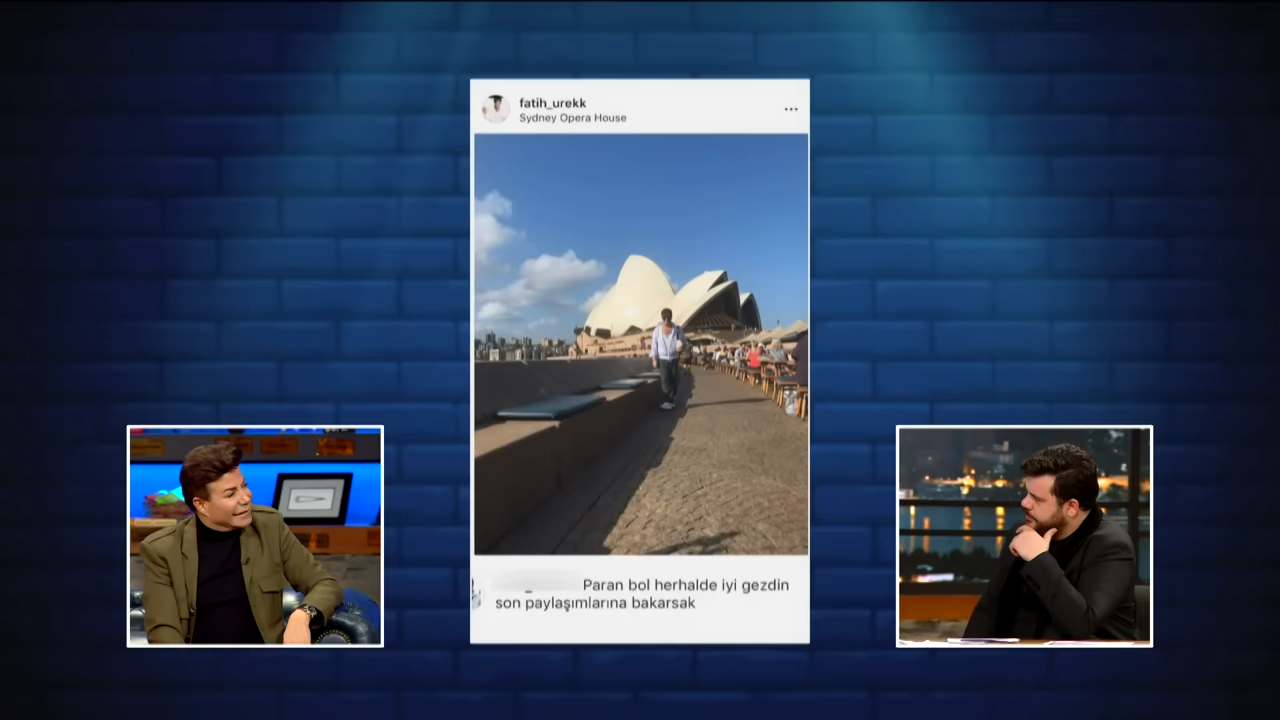 fatih_urekk
Sydney Opera House
Paran bol herhalde iyi gezdin
son paylaşımlarına bakarsak